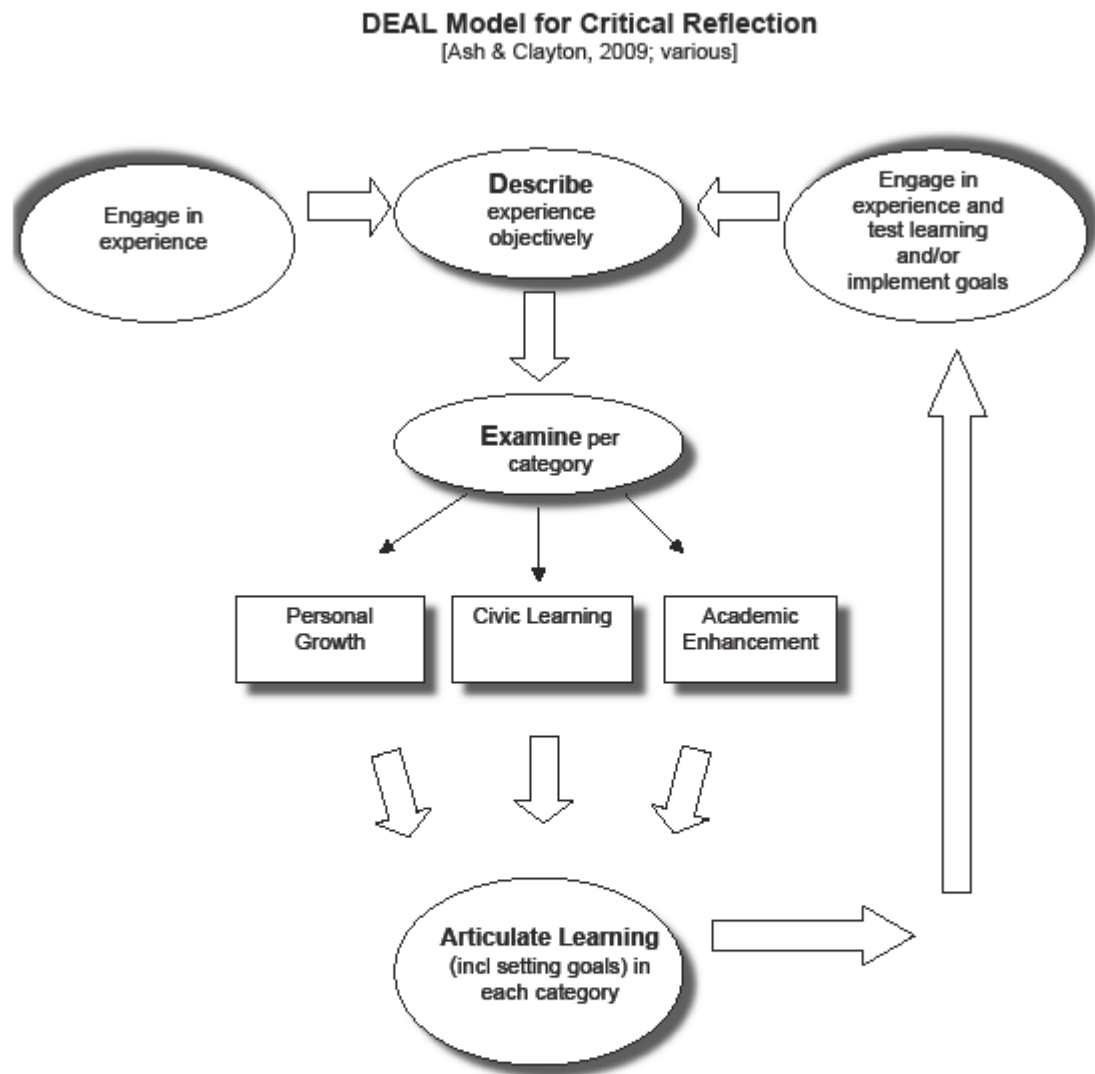 DEAL Model for Critical Reflection
[Ash & Clayton, 2009; various]
Engage in
experience
Describe
experience
objectively
Engage in
experience and
test learning
and/or
implement goals
Examine per
category
Personal
Growth
Civic Learning
Academic
Enhancement
Articulate Learning
(incl setting goals) in
each category